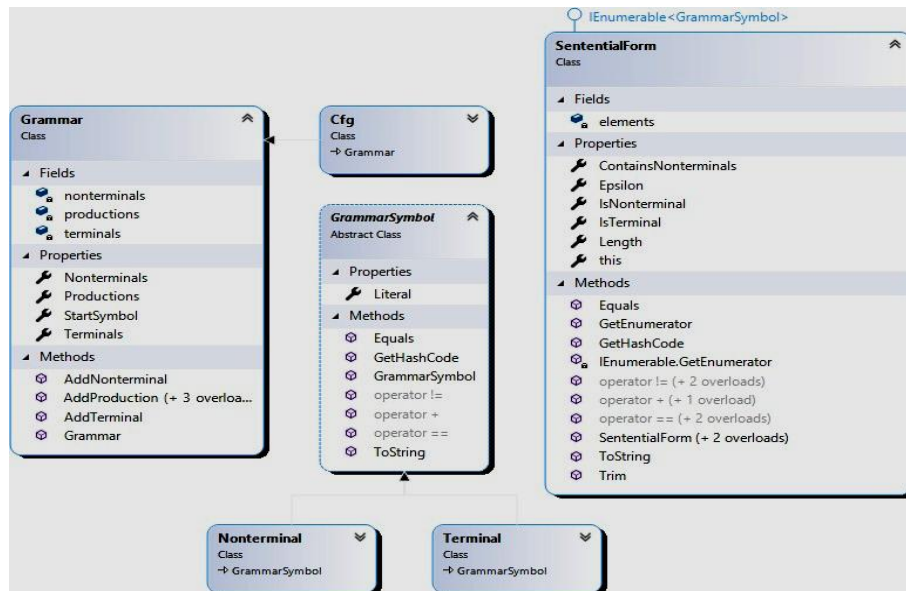 IEnumerable<GrammarSymbol>
SententialForm
Class
Fields
elements
Properties
ContainsNonterminals
Epsilon
IsNonterminal
IsTerminal
Length
this
Methods
Equals
GetEnumerator
GetHashCode
IEnumerable.GetEnumerator
operator != (+ 2 overloads)
operator + (+ 1 overload)
operator == (+ 2 overloads)
SententialForm (+ 2 overloads)
ToString
Trim
Grammar
Class
Fields
nonterminals
productions
terminals
Properties
Nonterminals
Productions
StartSymbol
Terminals
Methods
AddNonterminal
AddProduction (+ 3 overloa...
AddTerminal
Grammar
Cfg
Class
Grammar
GrammarSymbol
Abstract Class
Properties
Literal
Methods
Equals
GetHashCode
GrammarSymbol
operator !=
operator +
operator ==
ToString
Nonterminal
Class
GrammarSymbol
Terminal
Class
GrammarSymbol